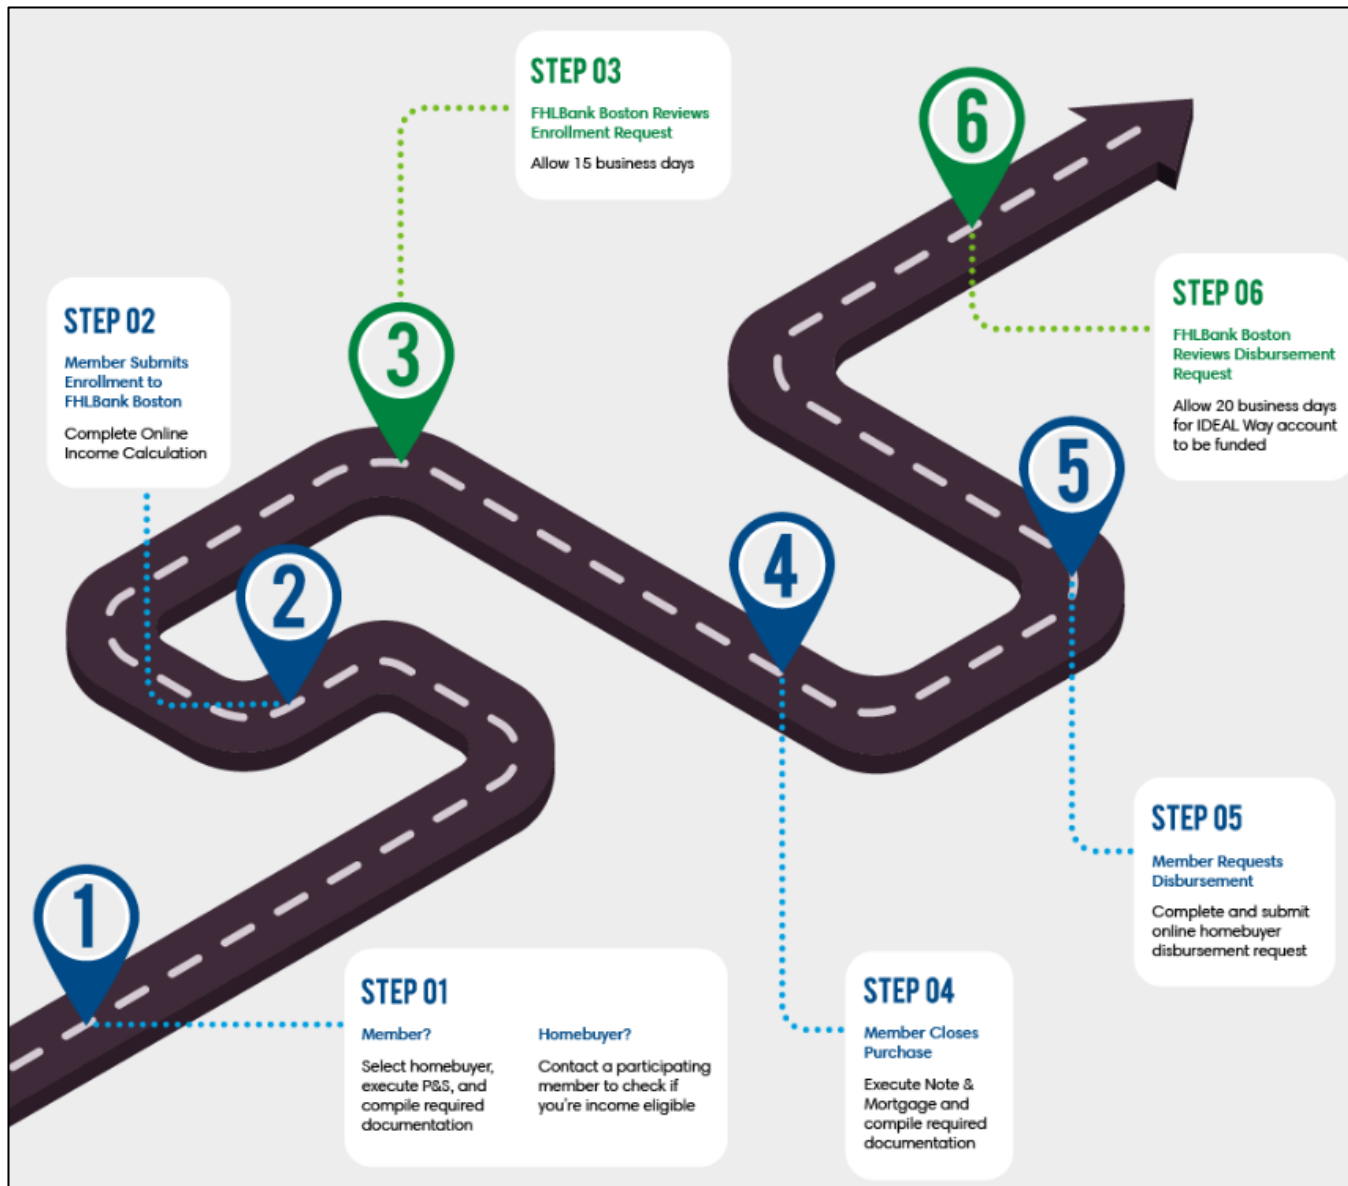 STEP 03
FHLBank Boston Reviews
Enrollment Request
Allow 15 business days
6
STEP 02
Member Submits
Enrollment to
FHLBank Boston
Complete Online
Income Calculation
3
STEP 06
FHLBank Boston
Reviews Disbursement
Request
Allow 20 business days
for IDEAL Way account
to be funded
5
4
2
STEP 05
Member Requests
Disbursement
Complete and submit
online homebuyer
disbursement request
1
STEP 01
Member?
Select homebuyer,
execute P&S, and
compile required
documentation
Homebuyer?
Contact a participating
member to check if
you're income eligible
STEP 04
Member Closes
Purchase
Execute Note &
Mortgage and
compile required
documentation